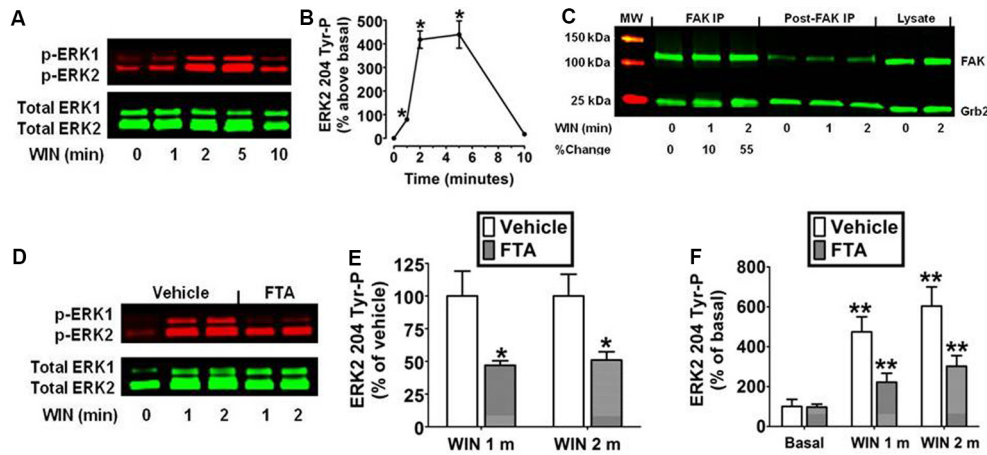 A
p-ERK1
p-ERK2
Total ERK1
Total ERK2
WIN (min) 0 1 2 5 10
B
ERK2 204 Tyr-P
(% above basal)
500
400
300
200
100
0
* * *
0 2 4 6 8 10
Time (minutes)
C
MW FAK IP Post-FAK IP Lysate
150 kDa
100 kDa
25 kDa
FAK
Grb2
WIN (min) 0 1 2 0 1 2 0 2
%Change 0 10 55
D
Vehicle FTA
p-ERK1
p-ERK2
Total ERK1
Total ERK2
WIN (min) 0 1 2 1 2
E
Vehicle
FTA
ERK2 204 Tyr-P
(% of vehicle)
125
100
75
50
25
0
* *
WIN 1 m WIN 2 m
F
Vehicle
FTA
ERK2 204 Tyr-P
(% of basal)
800
600
400
200
0
** ** ** **
Basal WIN 1 m WIN 2 m